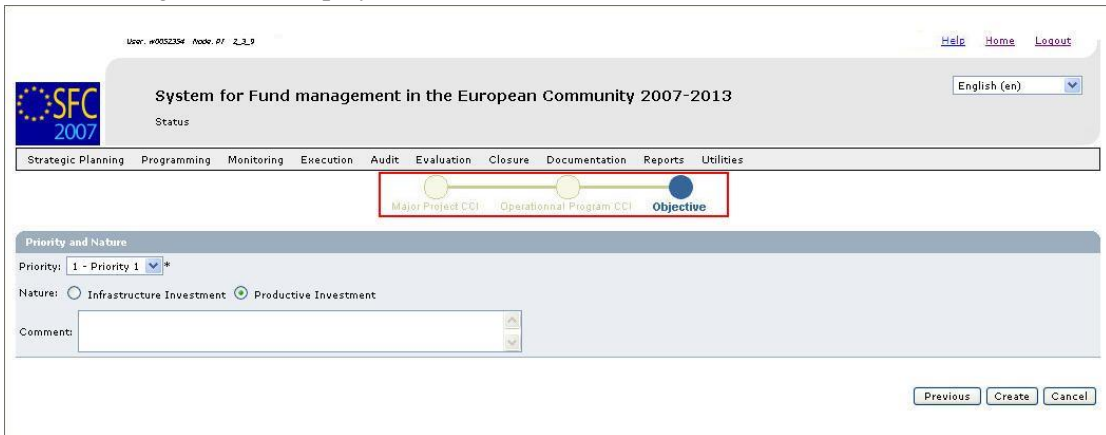 User. w0052354 Node. P1 2_3_9
Help Home Logout
SFC
2007
System for Fund management in the European Community 2007-2013
Status
English (en)
Strategic Planning Programming Monitoring Execution Audit Evaluation Closure Documentation Reports Utilities
Major Project CCI Operationnal Program CCI Objective
Priority and Nature
Priority: 1 - Priority 1 *
Nature: Infrastructure Investment Productive Investment
Comment:
Previous Create Cancel